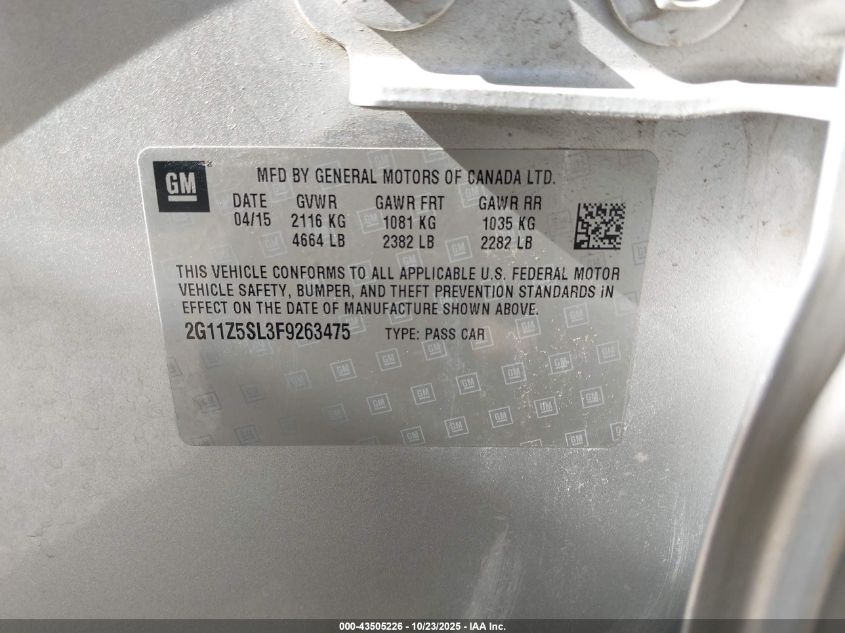 GM
MFD BY GENERAL MOTORS OF CANADA LTD.
DATE GVWR GAWR FRT GAWR RR
04/15 2116 KG 1081 KG 1035 KG
4664 LB 2382 LB 2282 LB
THIS VEHICLE CONFORMS TO ALL APPLICABLE U.S. FEDERAL MOTOR
VEHICLE SAFETY, BUMPER, AND THEFT PREVENTION STANDARDS IN
EFFECT ON THE DATE OF MANUFACTURE SHOWN ABOVE.
2G11Z5SL3F9263475 TYPE: PASS CAR
000-43505226 - 10/23/2025 - IAA Inc.